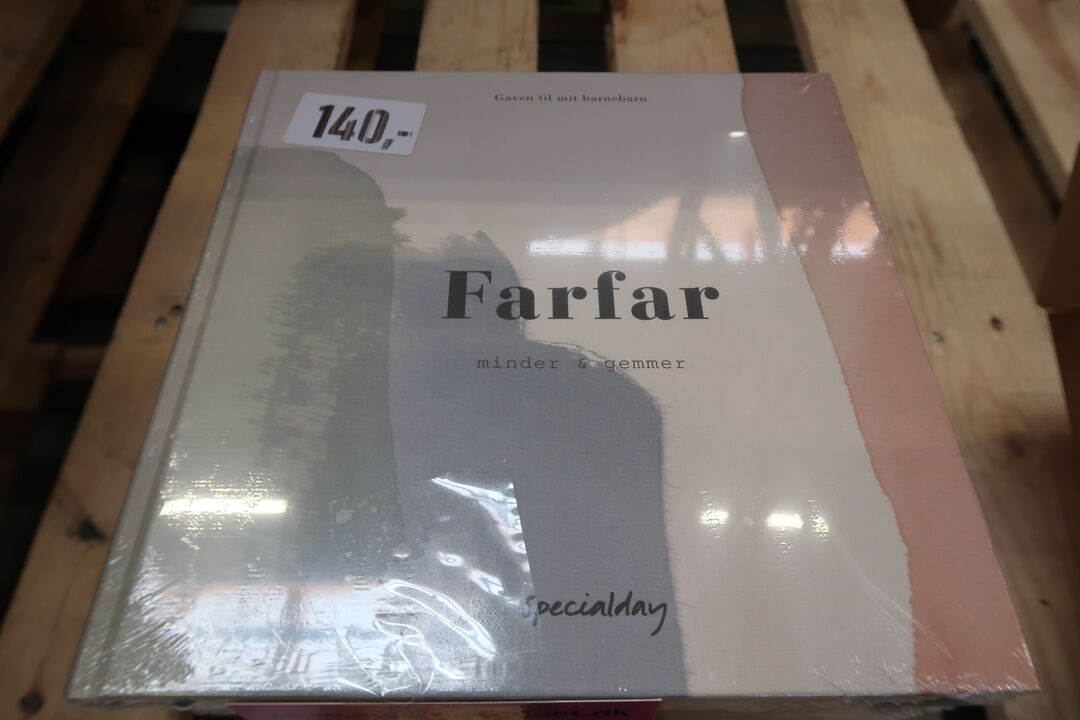 Gaven til mit barnebarn
140,-
Farfar
minder & gemmer
specialday